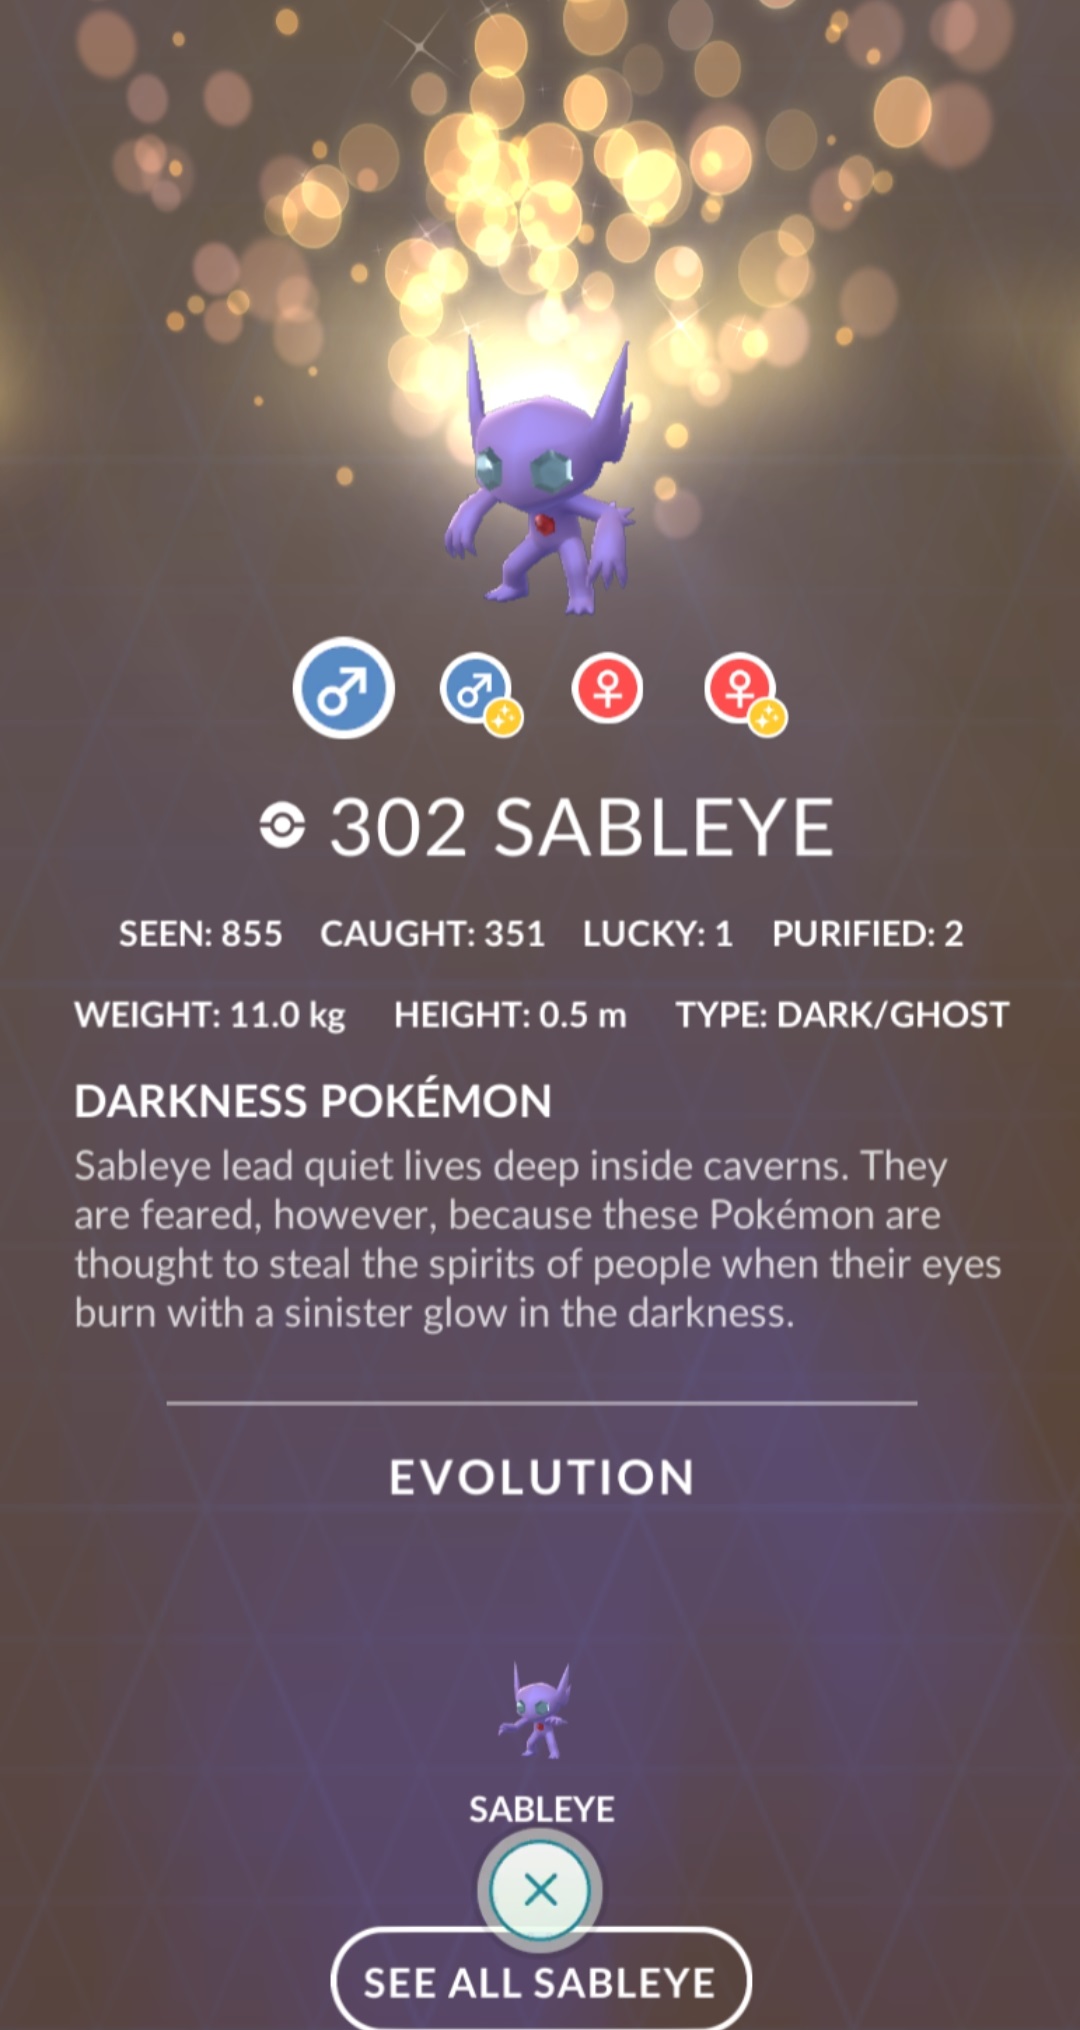 302 SABLEYE
SEEN: 855 CAUGHT: 351 LUCKY: 1 PURIFIED: 2
WEIGHT: 11.0 kg HEIGHT: 0.5 m TYPE: DARK/GHOST
DARKNESS POKÉMON
Sableye lead quiet lives deep inside caverns. They
are feared, however, because these Pokémon are
thought to steal the spirits of people when their eyes
burn with a sinister glow in the darkness.
EVOLUTION
SABLEYE
SEE ALL SABLEYE